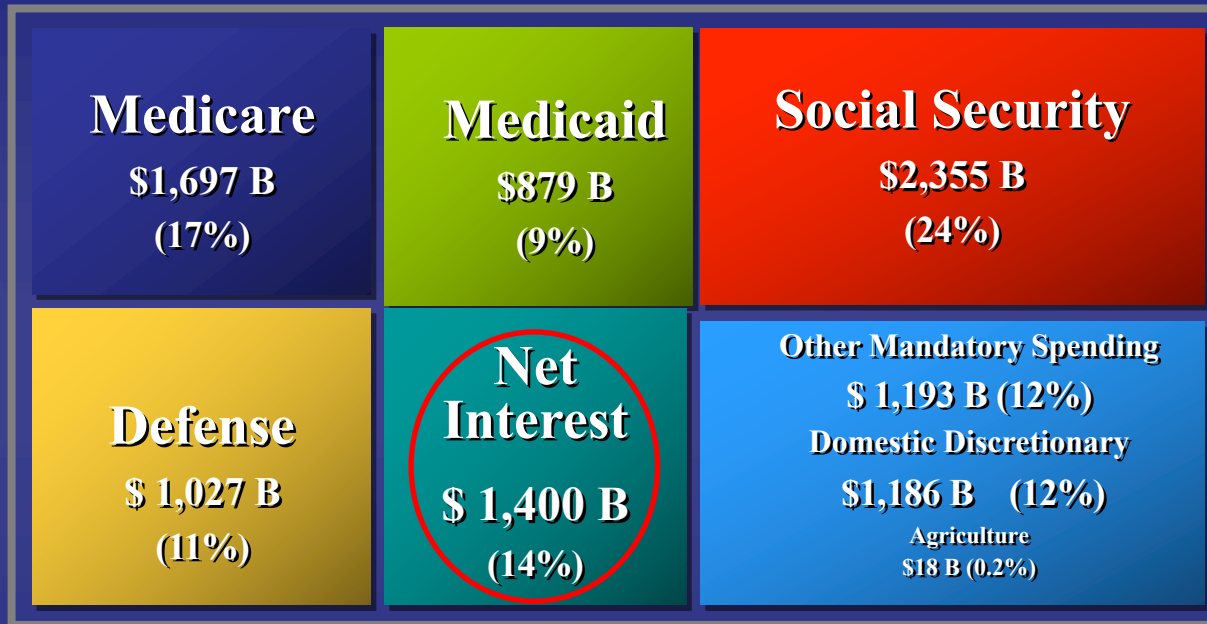 Medicare
$1,697 B
(17%)
Medicaid
$879 B
(9%)
Social Security
$2,355 B
(24%)
Defense
$ 1,027 B
(11%)
Net
Interest
$ 1,400 B
(14%)
Other Mandatory Spending
$ 1,193 B (12%)
Domestic Discretionary
$1,186 B (12%)
Agriculture
$18 B (0.2%)